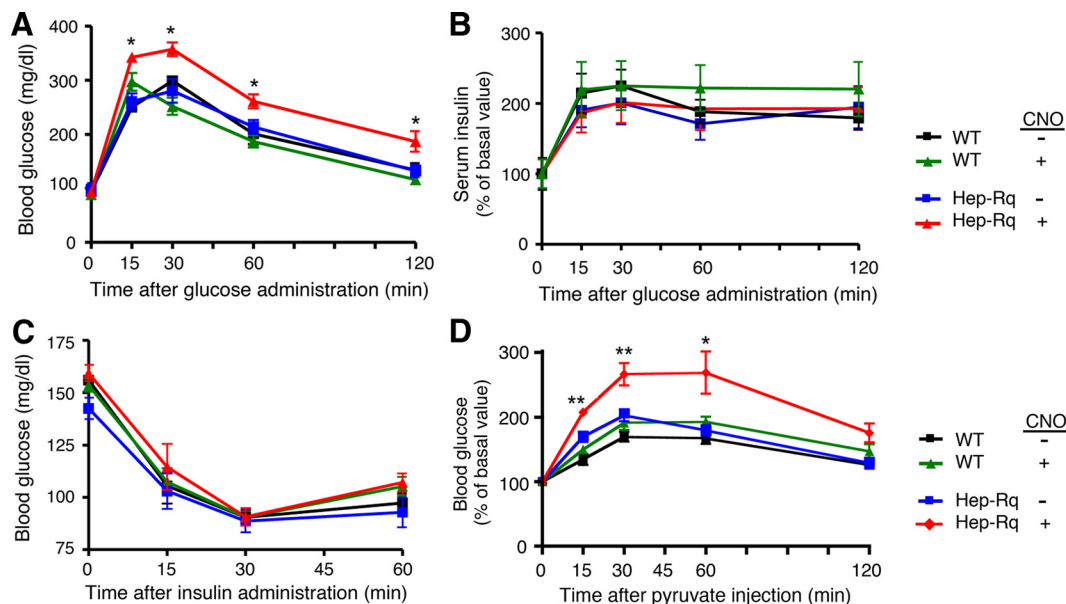 A
Blood glucose (mg/dl)
400
300
200
100
0
*
*
*
*
0 15 30 60 120
Time after glucose administration (min)
B
Serum insulin
(% of basal value)
300
200
100
0
0 15 30 60 120
Time after glucose administration (min)
CNO
WT -
WT +
Hep-Rq -
Hep-Rq +
C
Blood glucose (mg/dl)
175
150
125
100
75
0 15 30 45 60
Time after insulin administration (min)
D
Blood glucose
(% of basal value)
300
200
100
0
**
**
*
0 15 30 45 60 120
Time after pyruvate injection (min)
CNO
WT -
WT +
Hep-Rq -
Hep-Rq +